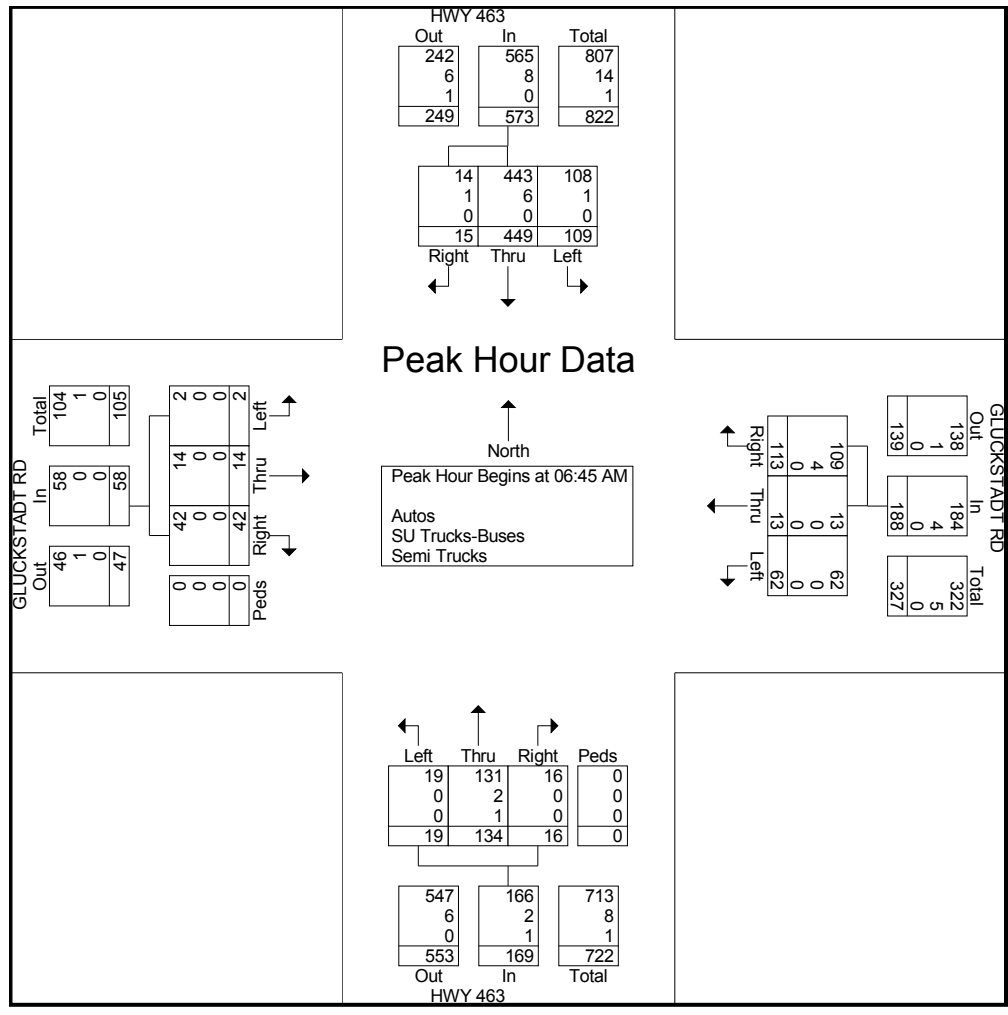 HWY 463
Out In Total
242 565 807
6 8 14
1 0 1
249 573 822
14 443 108
1 6 1
0 0 0
15 449 109
Right Thru Left
Peak Hour Data
North
Peak Hour Begins at 06:45 AM
Autos
SU Trucks-Buses
Semi Trucks
GLUCKSTADT RD
Total
104
1
0
105
In
58
0
0
58
Out
46
1
0
47
Left
2
0
0
2
Thru
14
0
0
14
Right
42
0
0
42
Peds
0
0
0
0
GLUCKSTADT RD
Out
138
1
0
139
In
184
4
0
188
Total
322
5
0
327
Right
109
4
0
113
Thru
13
0
0
13
Left
62
0
0
62
Left Thru Right Peds
19 131 16 0
0 2 0 0
0 1 0 0
19 134 16 0
547 166 713
6 2 8
0 1 1
553 169 722
Out In Total
HWY 463